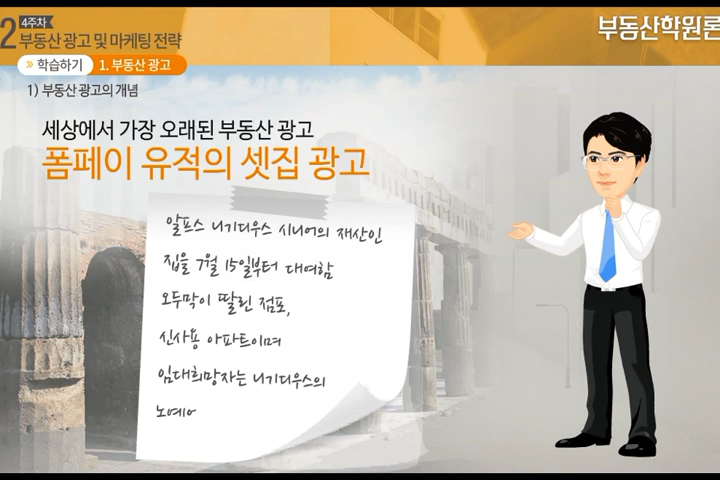 2
4주차
부동산 광고 및 마케팅 전략
부동산학원론
» 학습하기
1. 부동산 광고
1) 부동산 광고의 개념
세상에서 가장 오래된 부동산 광고
폼페이 유적의 셋집 광고
알프스 니기디우스 시니어의 재산인
집을 7월 15일부터 대여함
오두막이 딸린 점포,
신사용 아파트이며
임대희망자는 니기디우스의
노예ㅇ